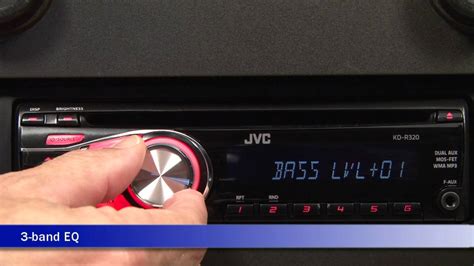 DISP
BRIGHTNESS
SOURCE
JVC
KD-R320
DUAL AUX
MOS-FET
WMA MP3
BASS LVL+01
F-AUX
RPT
RND
1 2 3 4 5 6
3-band EQ